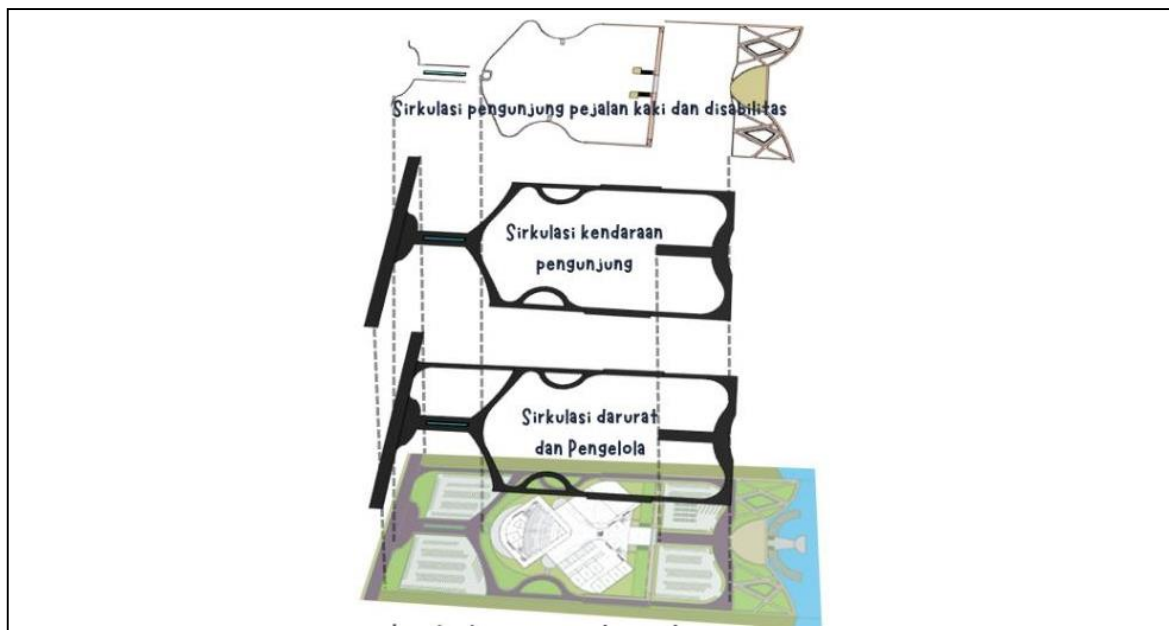 Sirkulasi pengunjung pejalan kaki dan disabilitas
Sirkulasi kendaraan
pengunjung
Sirkulasi darurat
dan Pengelola